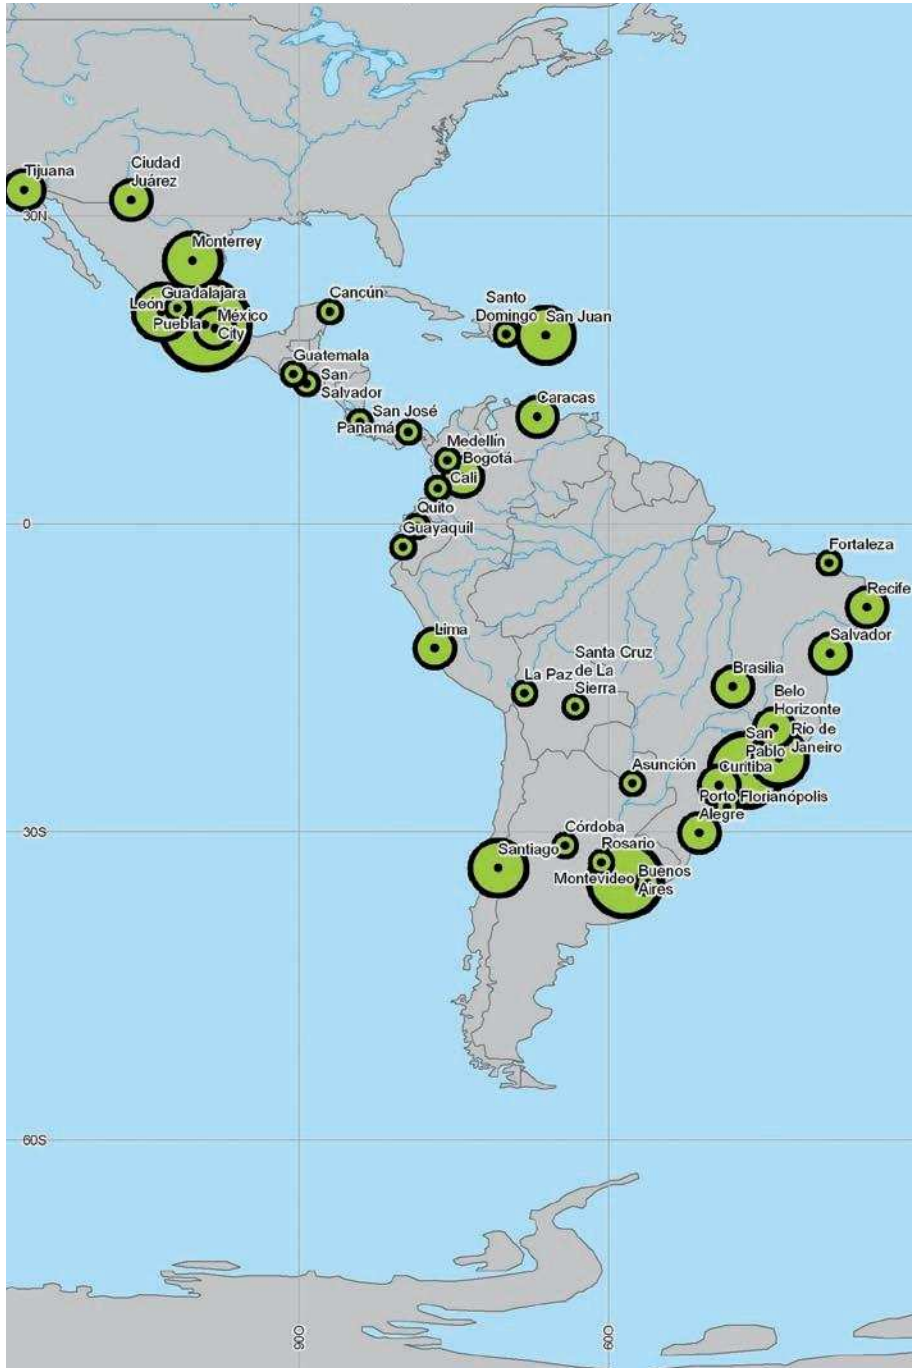 Tijuana
Ciudad
Juárez
30N
Monterrey
Guadalajara
León
México
Puebla
City
Cancún
Santo
Domingo
San Juan
Guatemala
San
Salvador
Caracas
San José
Panamá
Medellín
Bogotá
Cali
Quito
0
Guayaquil
Fortaleza
Recife
Lima
Salvador
Santa Cruz
de La
Sierra
La Paz
Brasilia
Belo
Horizonte
San
Pablo
Río de
Janeiro
Asunción
Curitiba
Porto
Alegre
Florianópolis
30S
Córdoba
Rosario
Santiago
Montevideo
Buenos
Aires
60S
90O
60O